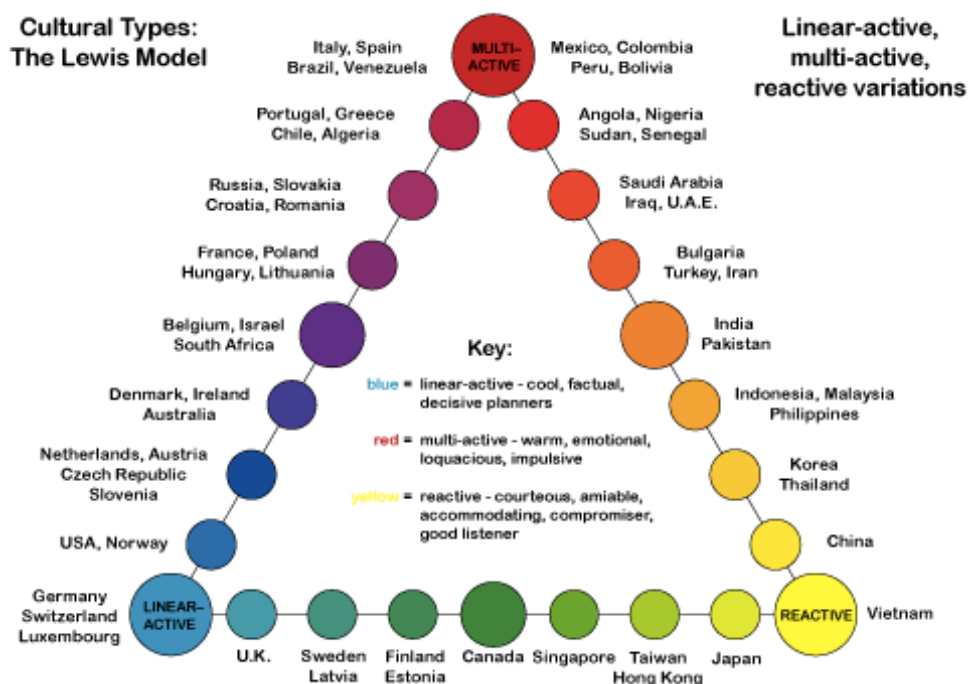 Cultural Types:
The Lewis Model
Linear-active,
multi-active,
reactive variations
MULTI-
ACTIVE
Italy, Spain
Brazil, Venezuela
Mexico, Colombia
Peru, Bolivia
Portugal, Greece
Chile, Algeria
Angola, Nigeria
Sudan, Senegal
Russia, Slovakia
Croatia, Romania
Saudi Arabia
Iraq, U.A.E.
France, Poland
Hungary, Lithuania
Bulgaria
Turkey, Iran
Belgium, Israel
South Africa
India
Pakistan
Key:
blue = linear-active - cool, factual,
decisive planners
red = multi-active - warm, emotional,
loquacious, impulsive
yellow = reactive - courteous, amiable,
accommodating, compromiser,
good listener
Denmark, Ireland
Australia
Indonesia, Malaysia
Philippines
Netherlands, Austria
Czech Republic
Slovenia
Korea
Thailand
USA, Norway
China
Germany
Switzerland
Luxembourg
LINEAR-
ACTIVE
REACTIVE
Vietnam
U.K.
Sweden
Latvia
Finland
Estonia
Canada
Singapore
Taiwan
Hong Kong
Japan